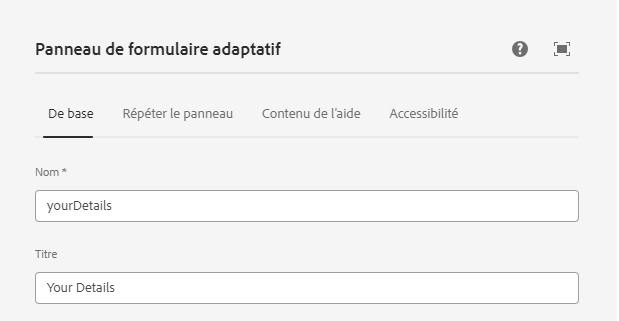 Panneau de formulaire adaptatif
De base Répéter le panneau Contenu de l'aide Accessibilité
Nom *
yourDetails
Titre
Your Details